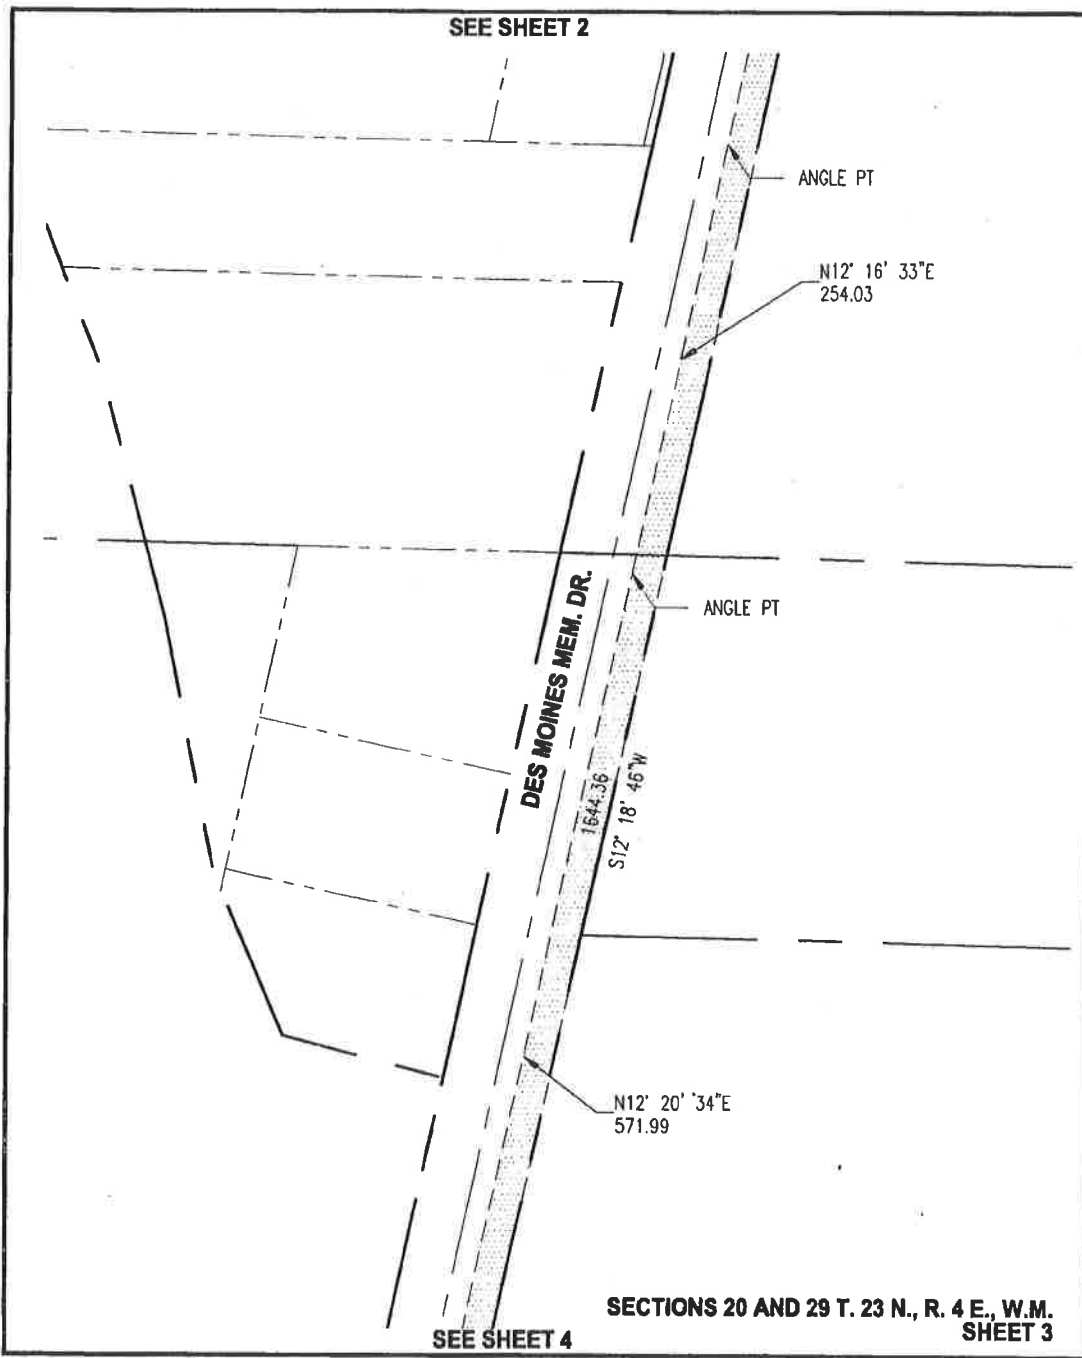 SEE SHEET 2
ANGLE PT
N12° 16' 33"E
254.03
ANGLE PT
DES MOINES MEM. DR.
1644.36
S12° 18' 46"W
N12° 20' 34"E
571.99
SECTIONS 20 AND 29 T. 23 N., R. 4 E., W.M.
SHEET 3
SEE SHEET 4